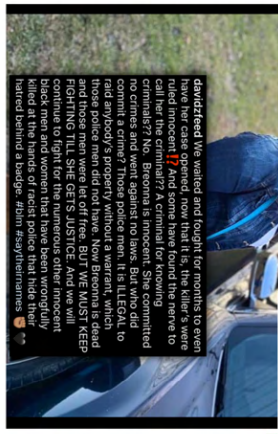 davidzfeed We waited and fought for months to even
have her case opened, now that it is, the killer's were
ruled innocent⁉️ And some have found the nerve to
call her the criminal?? A criminal for knowing
criminals?? No. Breonna is innocent. She committed
no crimes and went against no laws. But who did
commit a crime? Those police men. It is ILLEGAL to
raid anybody's property without a warrant, which
those police men did not have. Now Breonna is dead
and those men were let off free. BUT WE MUST KEEP
FIGHTING TILL SHE GETS JUSTICE. And we will
continue to fight for the numerous other innocent
black men and women that have been wrongfully
killed at the hands of racist police that hide their
hatred behind a badge. #blm #saytheirnames